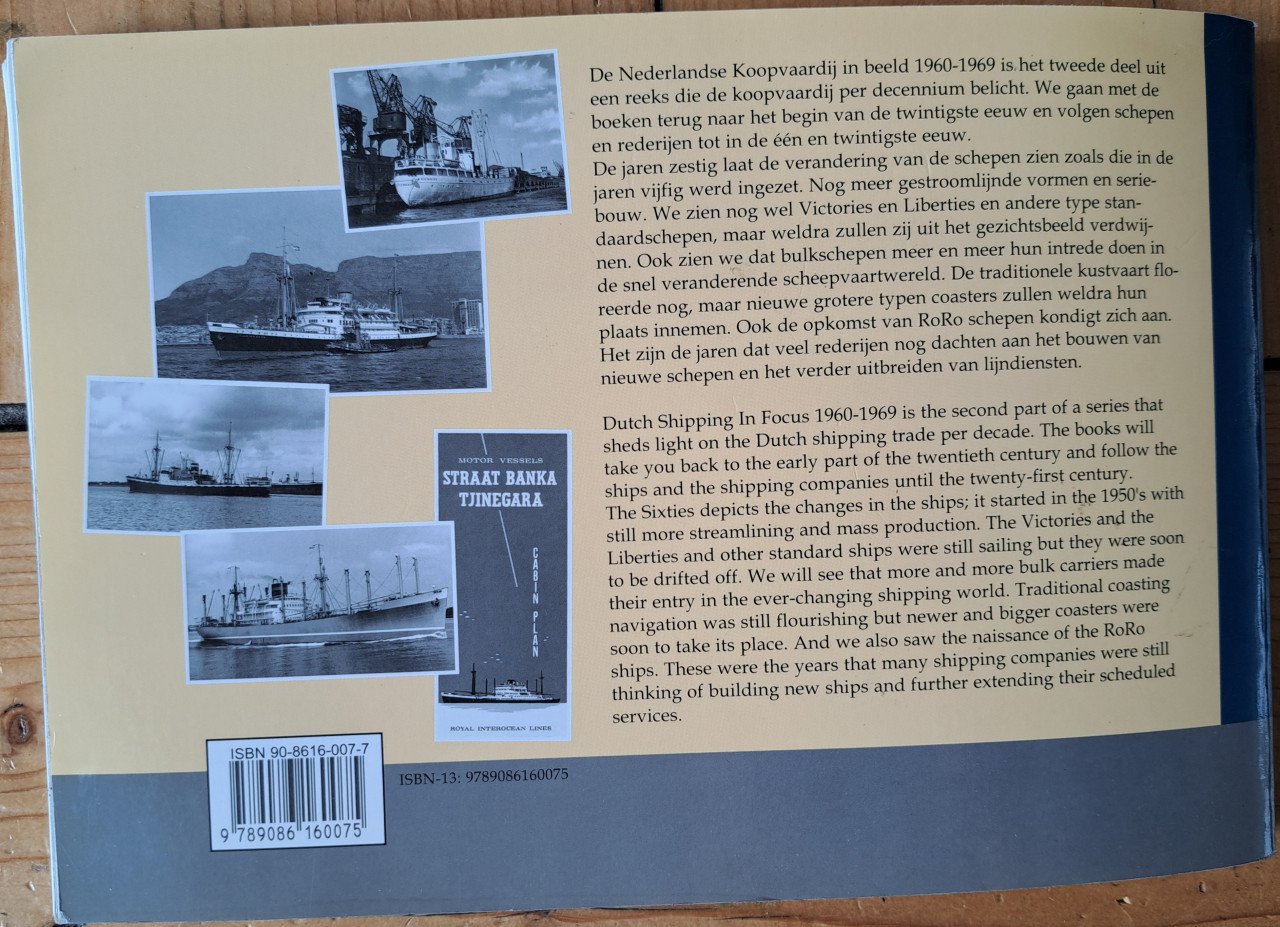 De Nederlandse Koopvaardij in beeld 1960-1969 is het tweede deel uit
een reeks die de koopvaardij per decennium belicht. We gaan met de
boeken terug naar het begin van de twintigste eeuw en volgen schepen
en rederijen tot in de één en twintigste eeuw.
De jaren zestig laat de verandering van de schepen zien zoals die in de
jaren vijfig werd ingezet. Nog meer gestroomlijnde vormen en serie-
bouw. We zien nog wel Victories en Liberties en andere type stan-
daardschepen, maar weldra zullen zij uit het gezichtsbeeld verdwij-
nen. Ook zien we dat bulkschepen meer en meer hun intrede doen in
de snel veranderende scheepvaartwereld. De traditionele kustvaart flo-
reerde nog, maar nieuwe grotere typen coasters zullen weldra hun
plaats innemen. Ook de opkomst van RoRo schepen kondigt zich aan.
Het zijn de jaren dat veel rederijen nog dachten aan het bouwen van
nieuwe schepen en het verder uitbreiden van lijndiensten.
Dutch Shipping In Focus 1960-1969 is the second part of a series that
sheds light on the Dutch shipping trade per decade. The books will
take you back to the early part of the twentieth century and follow the
ships and the shipping companies until the twenty-first century.
The Sixties depicts the changes in the ships; it started in the 1950's with
still more streamlining and mass production. The Victories and the
Liberties and other standard ships were still sailing but they were soon
to be drifted off. We will see that more and more bulk carriers made
their entry in the ever-changing shipping world. Traditional coasting
navigation was still flourishing but newer and bigger coasters were
soon to take its place. And we also saw the naissance of the RoRo
ships. These were the years that many shipping companies were still
thinking of building new ships and further extending their scheduled
services.
MOTOR VESSELS
STRAAT BANKA
TJINEGARA
CABIN PLAN
ROYAL INTEROCEAN LINES
ISBN 90-8616-007-7
9 789086 160075
ISBN-13: 9789086160075